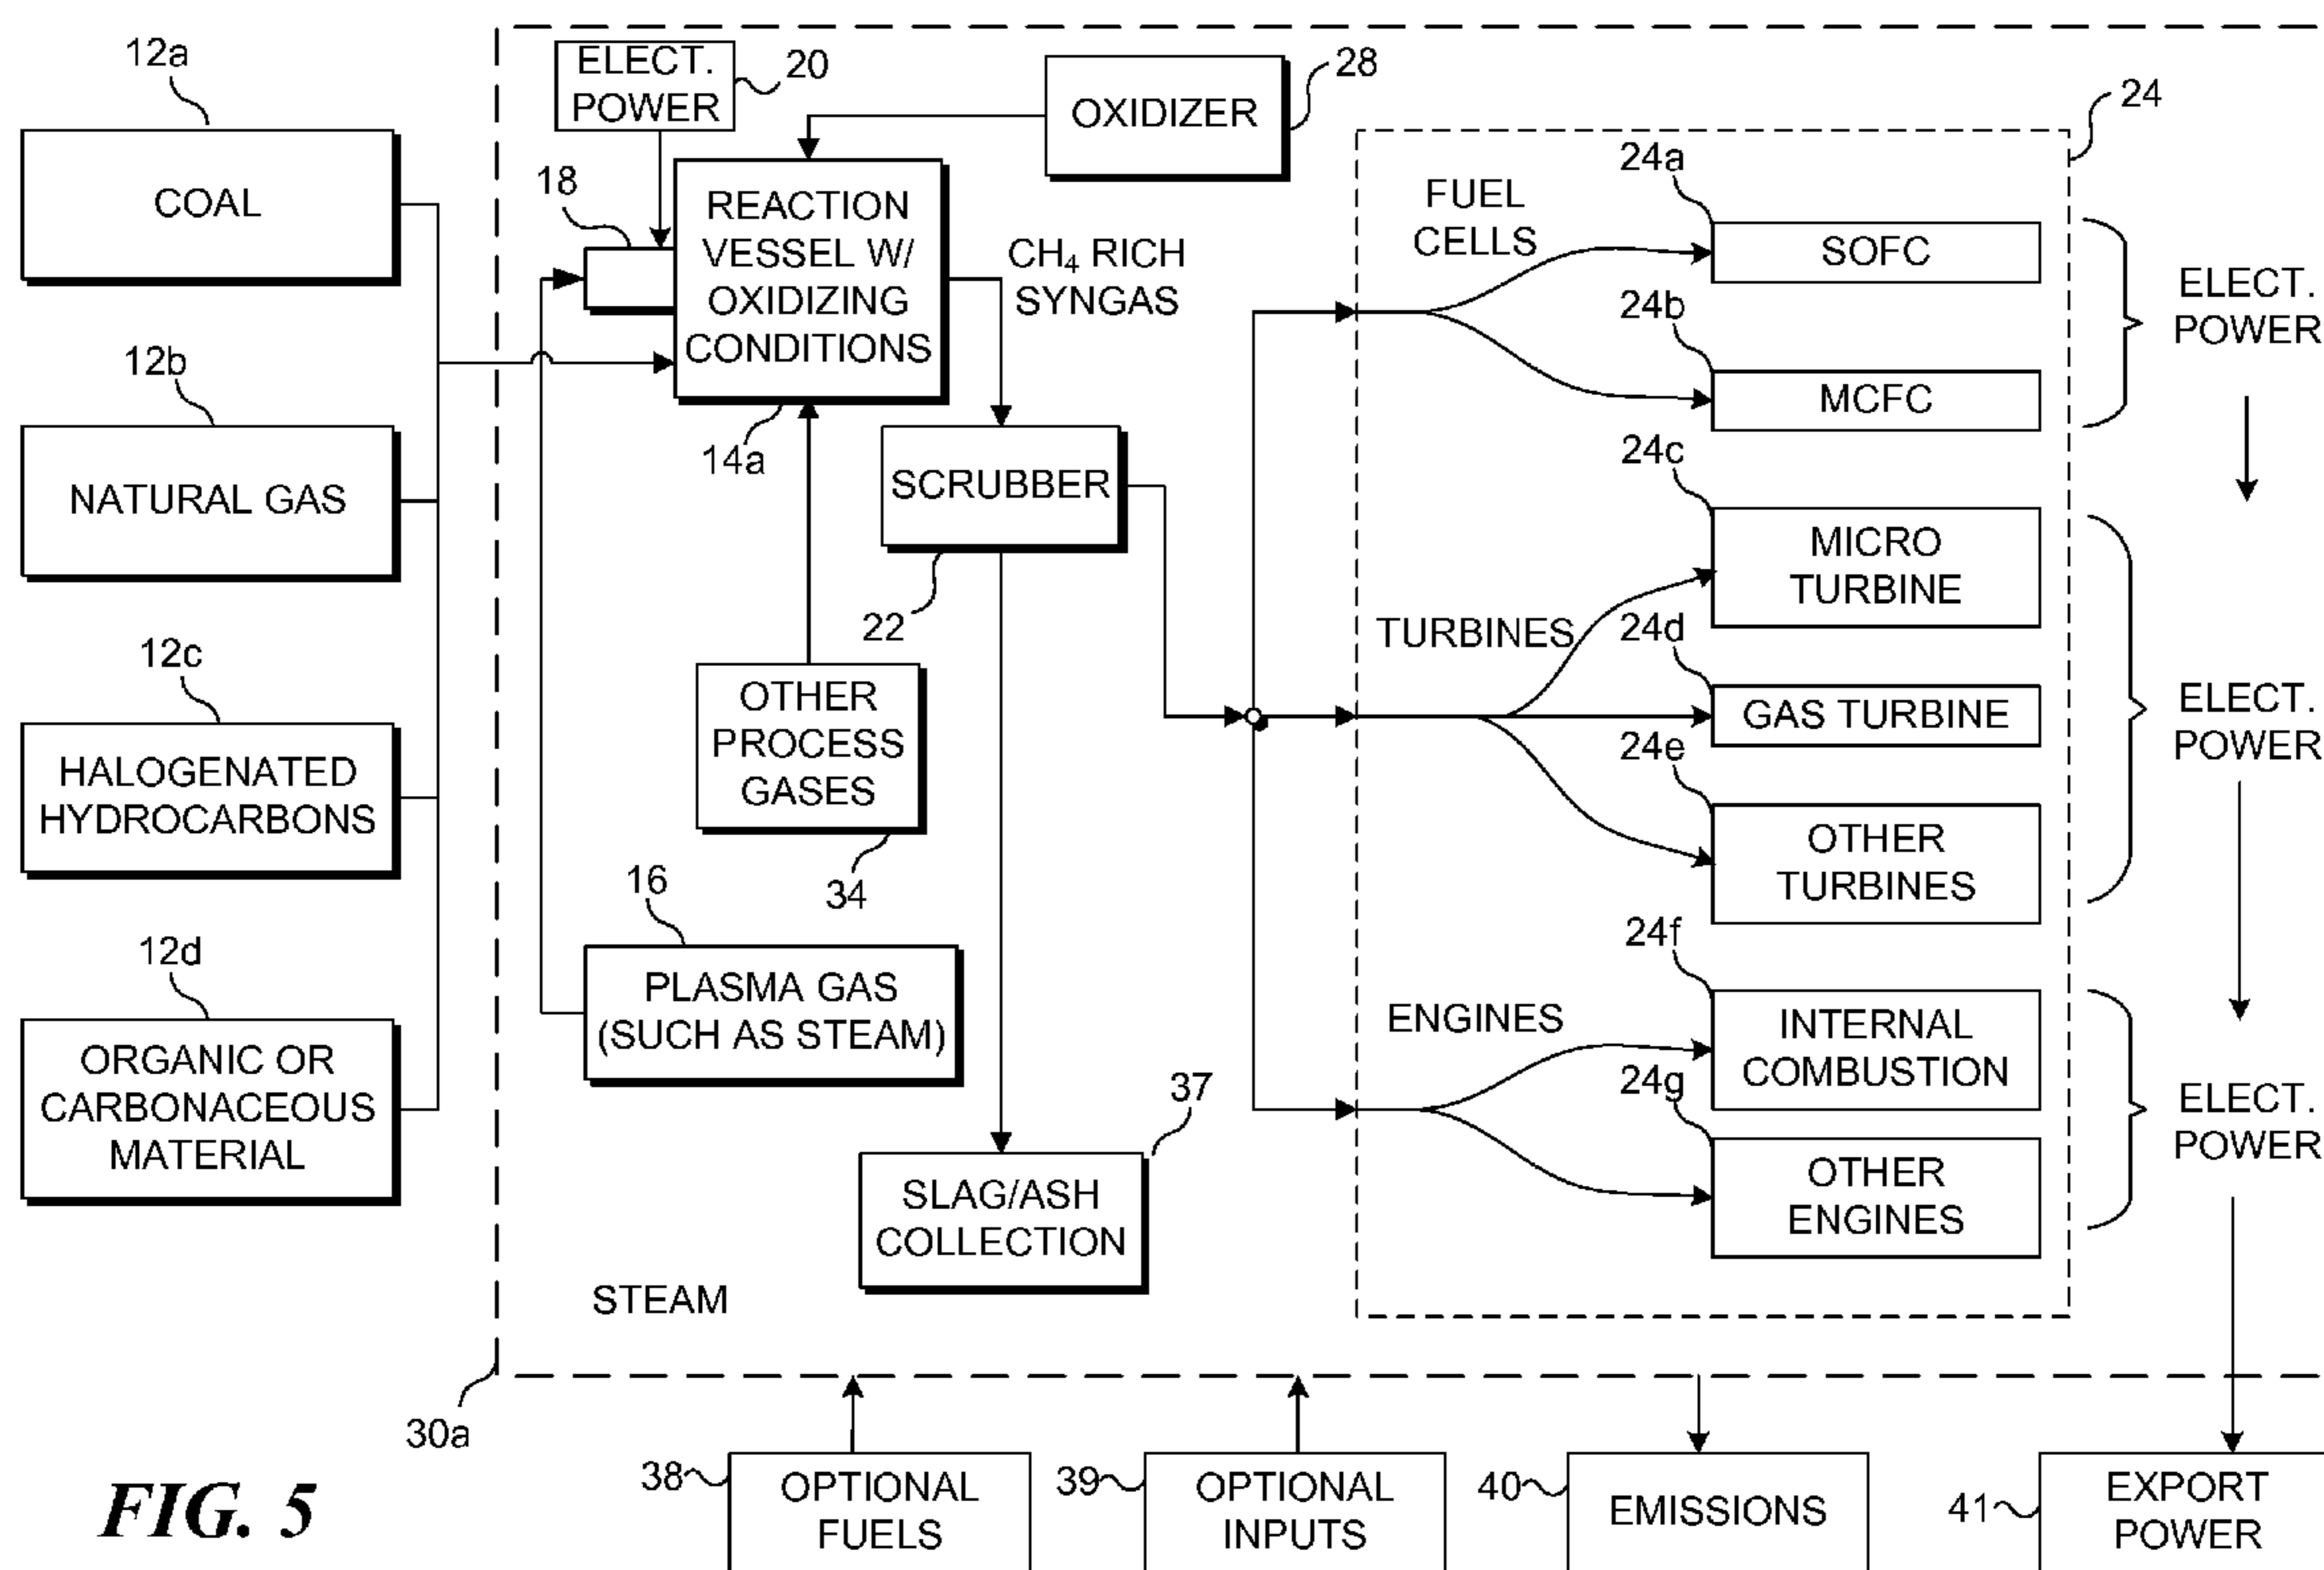 12a
COAL
12b
NATURAL GAS
12c
HALOGENATED
HYDROCARBONS
12d
ORGANIC OR
CARBONACEOUS
MATERIAL
ELECT.
POWER
20
OXIDIZER
28
18
REACTION
VESSEL W/
OXIDIZING
CONDITIONS
14a
CH₄ RICH
SYNGAS
SCRUBBER
22
OTHER
PROCESS
GASES
34
16
PLASMA GAS
(SUCH AS STEAM)
37
SLAG/ASH
COLLECTION
STEAM
30a
24
FUEL
CELLS
24a
SOFC
24b
MCFC
ELECT.
POWER
TURBINES
24c
MICRO
TURBINE
24d
GAS TURBINE
24e
OTHER
TURBINES
ELECT.
POWER
ENGINES
24f
INTERNAL
COMBUSTION
24g
OTHER
ENGINES
ELECT.
POWER
38
OPTIONAL
FUELS
39
OPTIONAL
INPUTS
40
EMISSIONS
41
EXPORT
POWER
FIG. 5